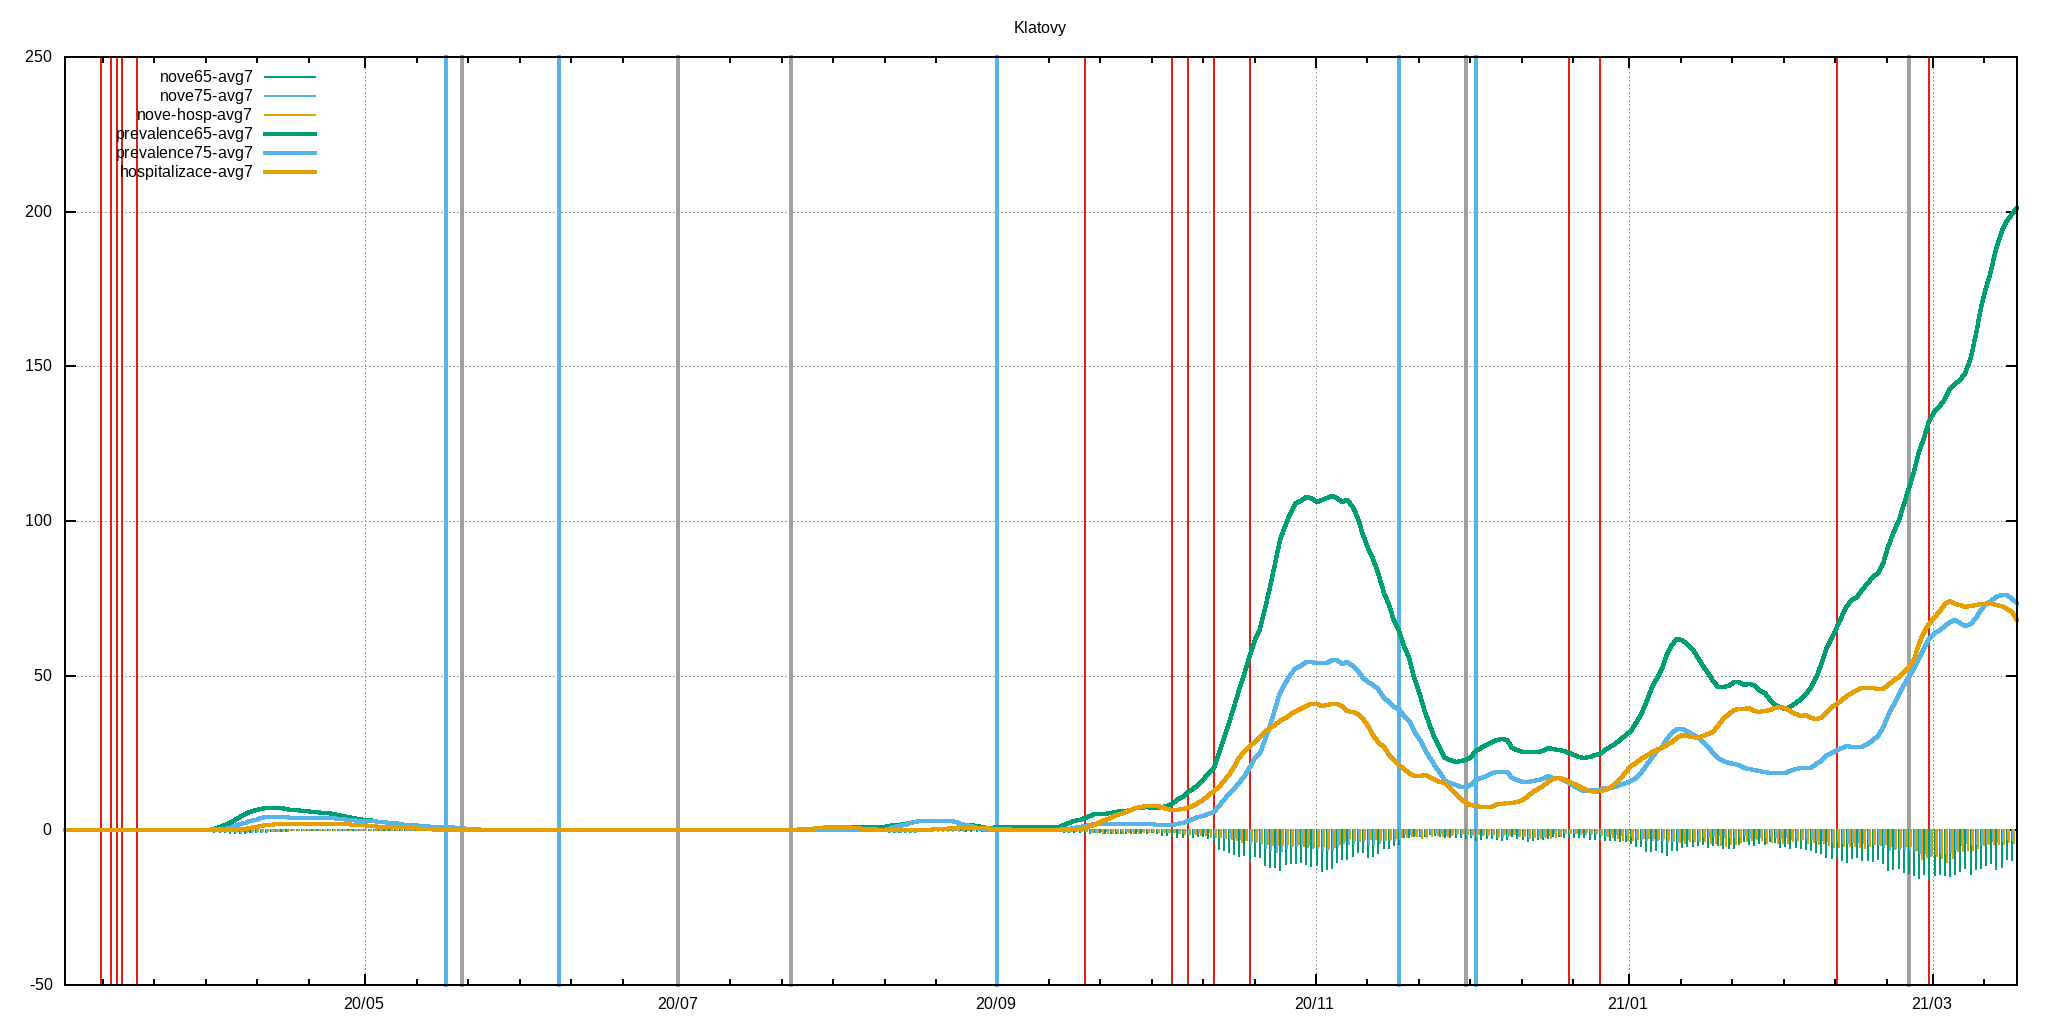 Klatovy
250
nove65-avg7
nove75-avg7
nove-hosp-avg7
prevalence65-avg7
prevalence75-avg7
hospitalizace-avg7
200
150
100
50
0
-50
20/05 20/07 20/09 20/11 21/01 21/03